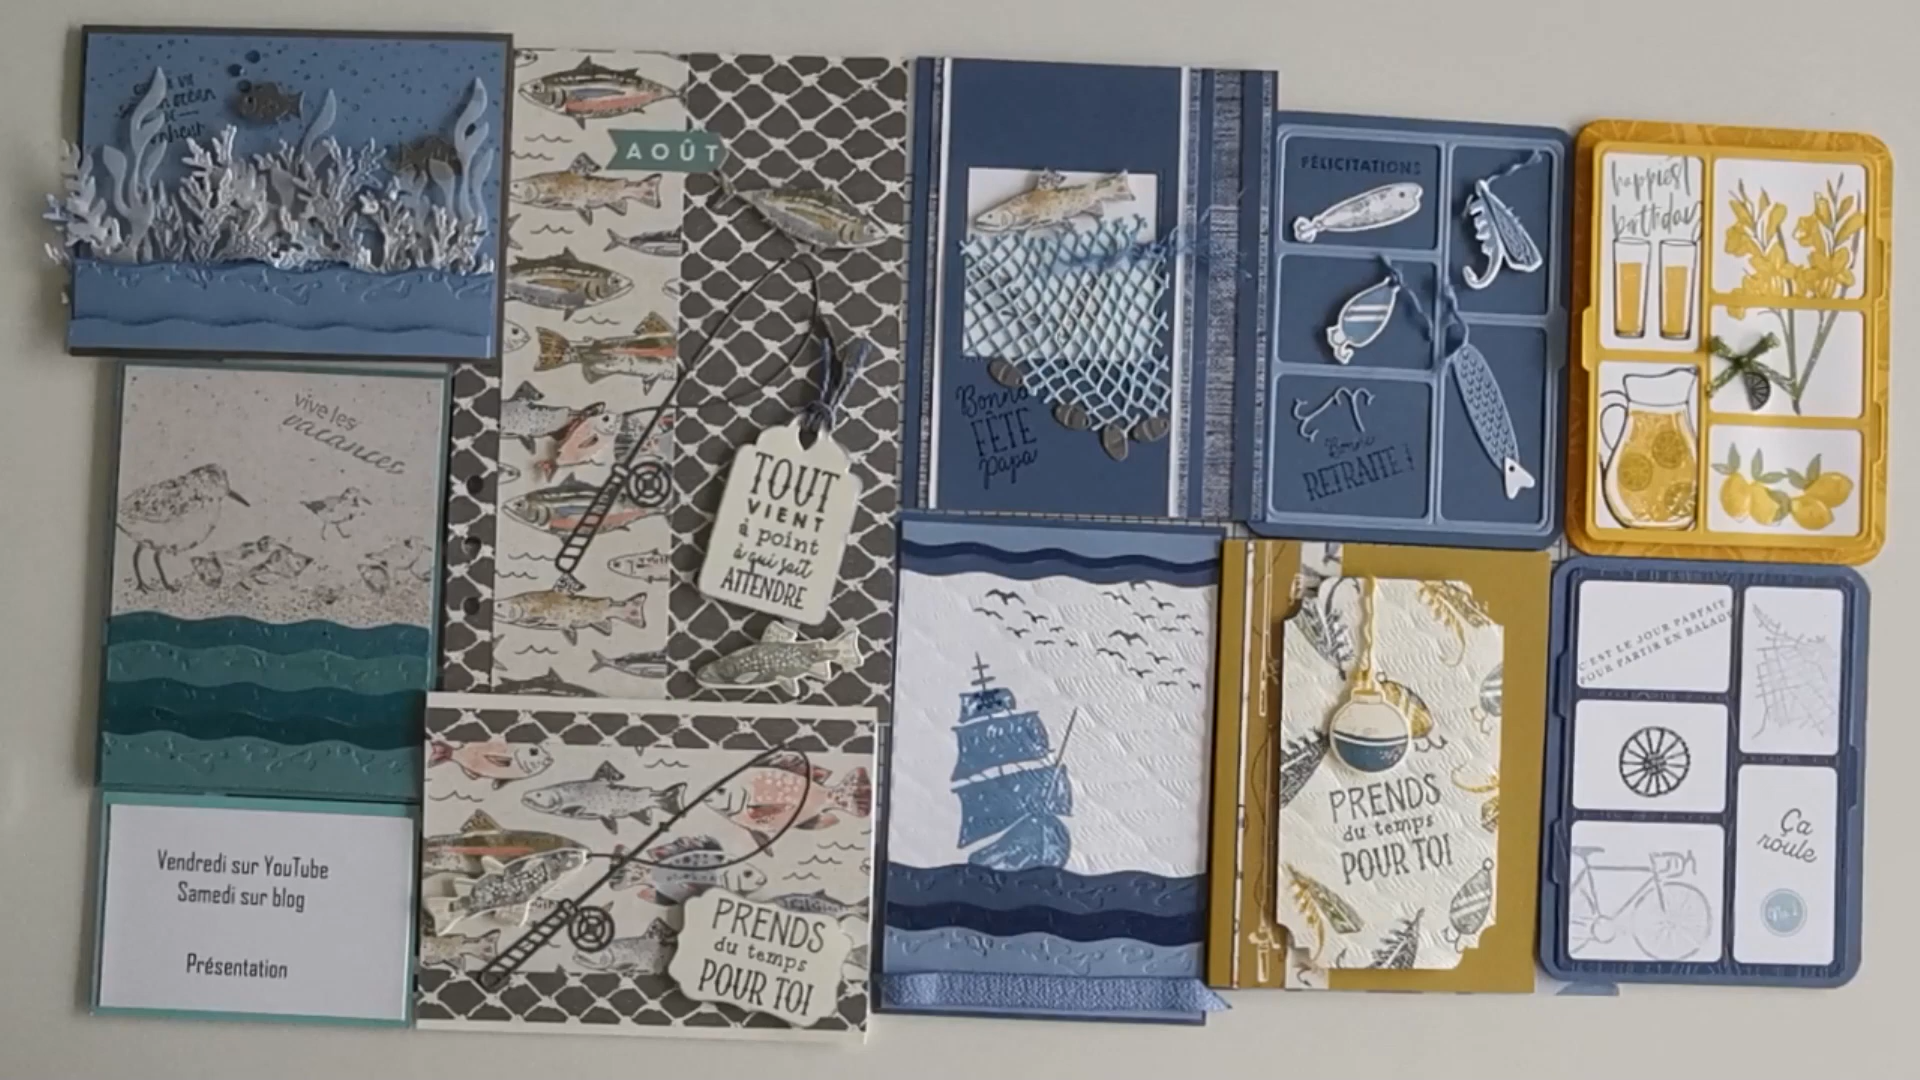 océan
vive les
vacances
Vendredi sur YouTube
Samedi sur blog
Présentation
AOÛT
TOUT
VIENT
à point
à qui sait
ATTENDRE
PRENDS
du temps
POUR TOI
Bonne
FÊTE
Papa
FÉLICITATIONS
Bonne
RETRAITE !
happiest
birthday
PRENDS
du temps
POUR TOI
C'EST LE JOUR PARFAIT
POUR PARTIR EN BALADE
Ça
roule